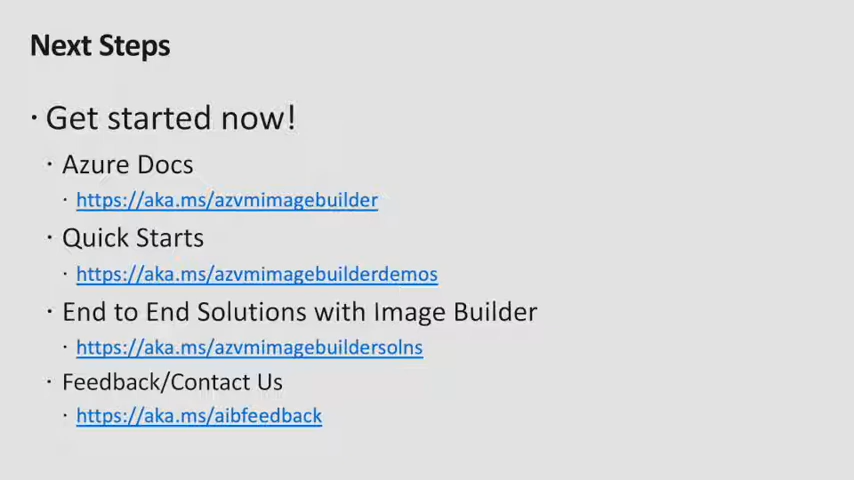 Next Steps
· Get started now!
· Azure Docs
· https://aka.ms/azvmimagebuilder
· Quick Starts
· https://aka.ms/azvmimagebuilderdemos
· End to End Solutions with Image Builder
· https://aka.ms/azvmimagebuildersolns
· Feedback/Contact Us
· https://aka.ms/aibfeedback